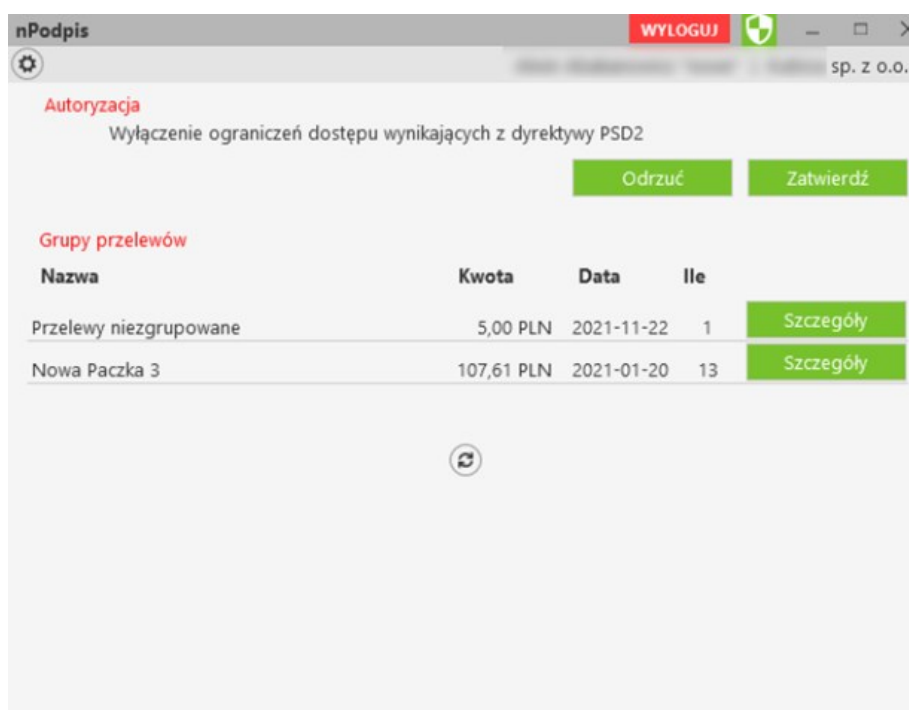 nPodpis WYLOGUJ
sp. z o.o.
Autoryzacja
Wyłączenie ograniczeń dostępu wynikających z dyrektywy PSD2
Odrzuć Zatwierdź
Grupy przelewów
Nazwa Kwota Data Ile
Przelewy niezgrupowane 5,00 PLN 2021-11-22 1 Szczegóły
Nowa Paczka 3 107,61 PLN 2021-01-20 13 Szczegóły